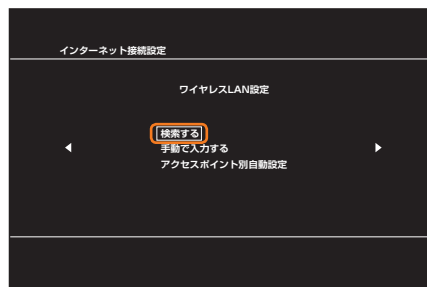 インターネット接続設定
ワイヤレスLAN設定
検索する
手動で入力する
アクセスポイント別自動設定